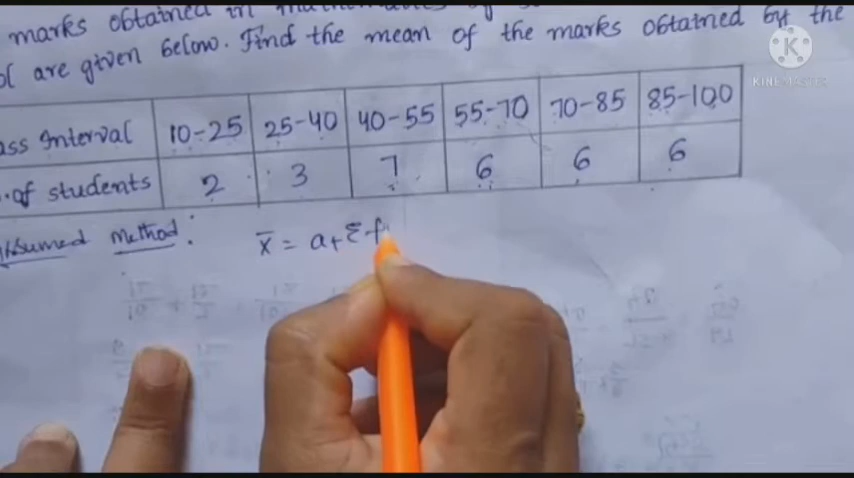 marks obtained in
are given below. Find the mean of the marks obtained by the
K
KINEMASTER
Interval 10-25 25-40 40-55 55-70 70-85 85-100
of students 2 3 7 6 6 6
Assumed Method: x̄ = a + Σf